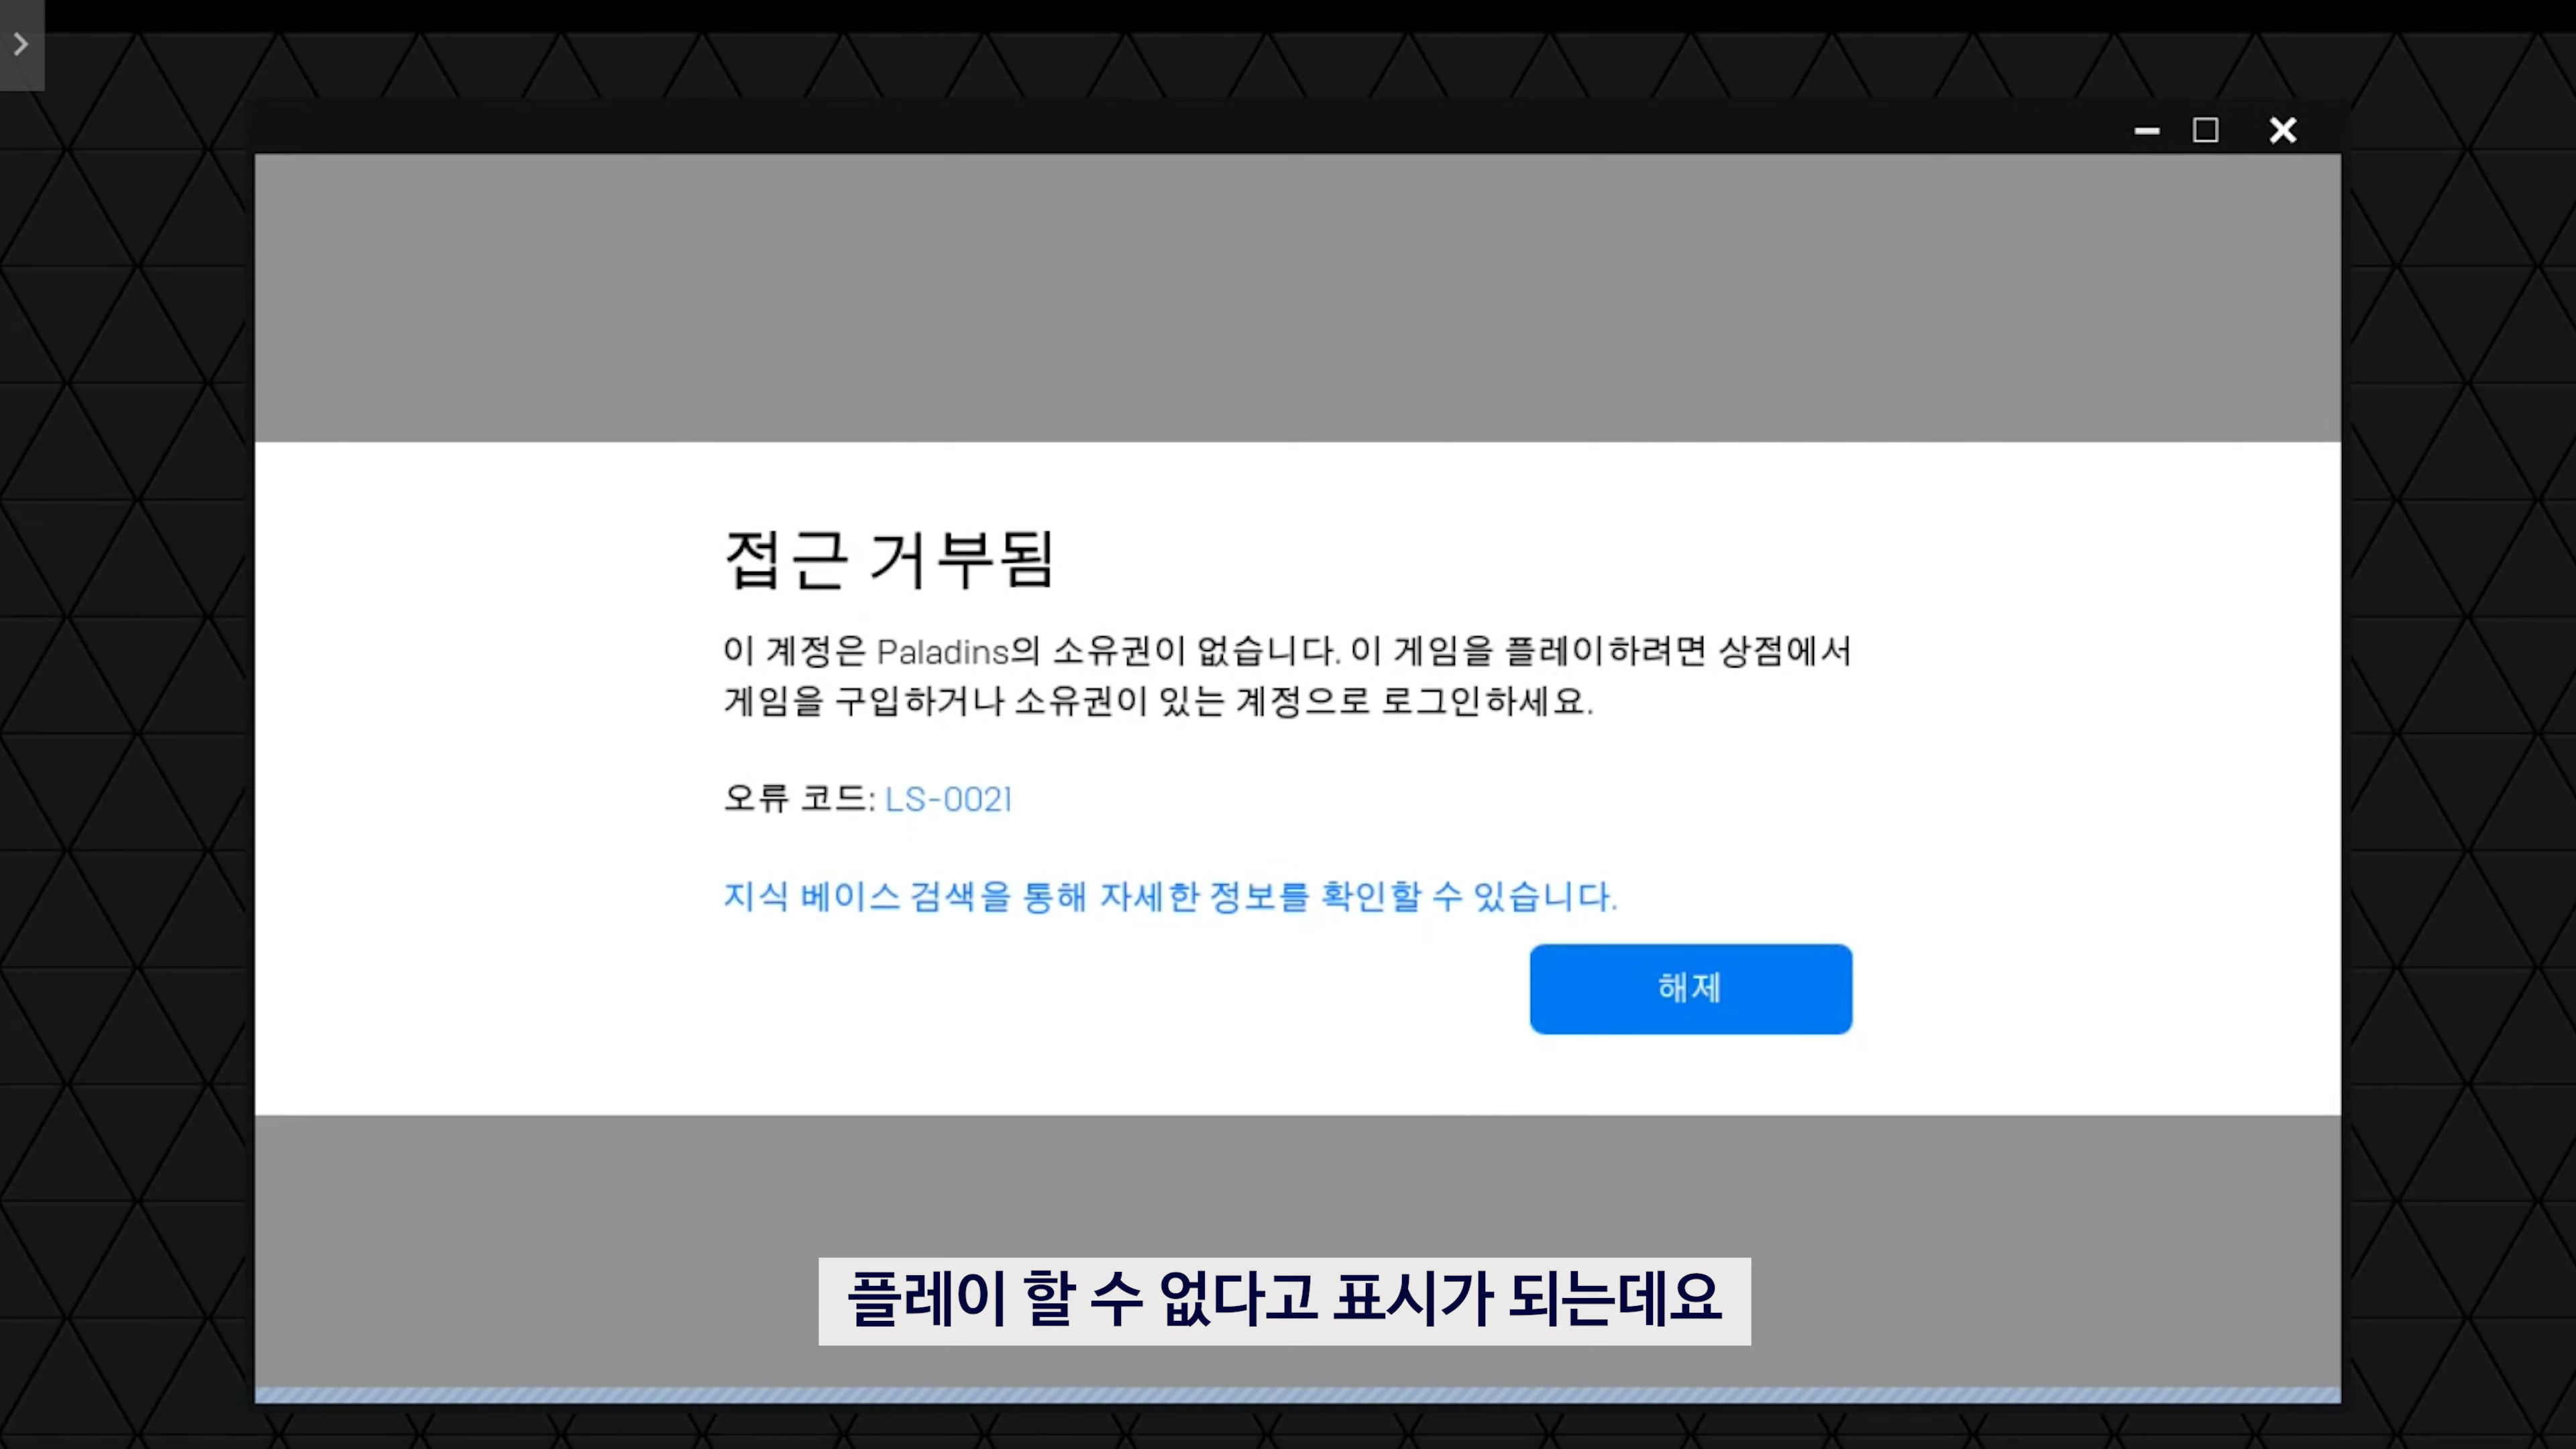 접근 거부됨
이 계정은 Paladins의 소유권이 없습니다. 이 게임을 플레이하려면 상점에서
게임을 구입하거나 소유권이 있는 계정으로 로그인하세요.
오류 코드: LS-0021
지식 베이스 검색을 통해 자세한 정보를 확인할 수 있습니다.
해제
플레이 할 수 없다고 표시가 되는데요